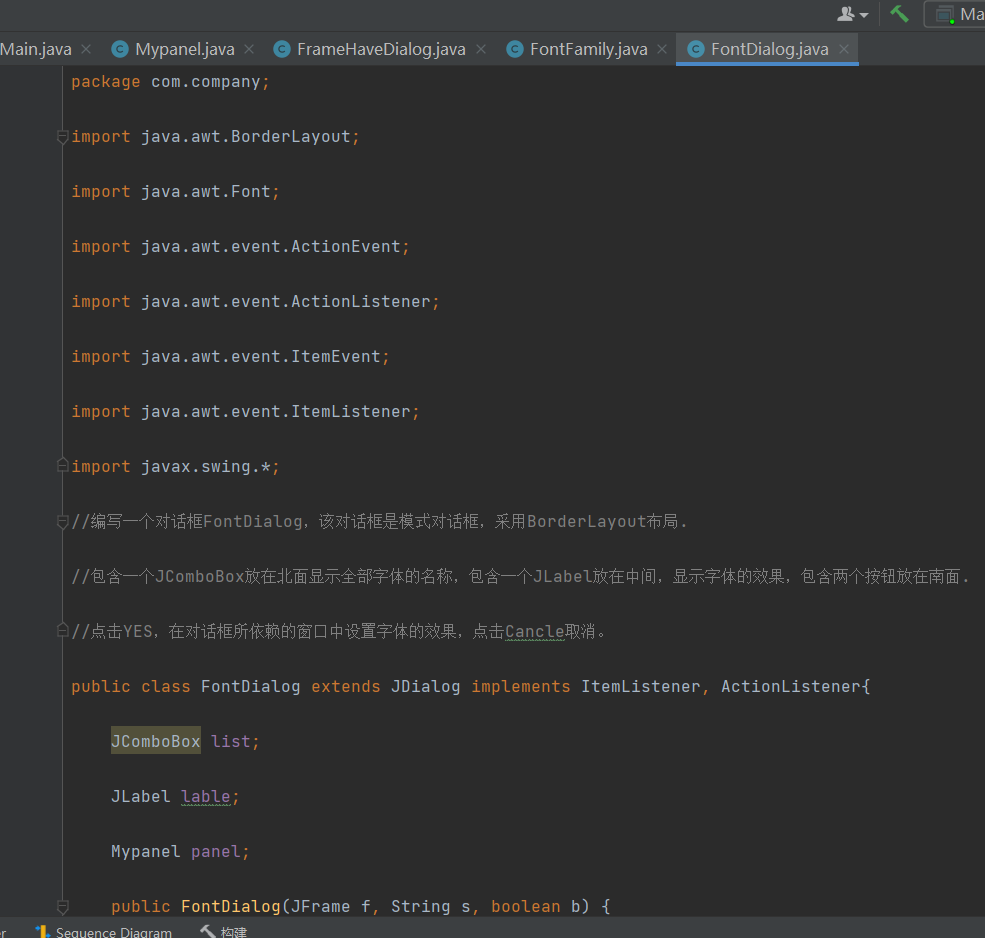 Ma
Main.java
Mypanel.java
FrameHaveDialog.java
FontFamily.java
FontDialog.java
package com.company;
import java.awt.BorderLayout;
import java.awt.Font;
import java.awt.event.ActionEvent;
import java.awt.event.ActionListener;
import java.awt.event.ItemEvent;
import java.awt.event.ItemListener;
import javax.swing.*;
//编写一个对话框FontDialog，该对话框是模式对话框，采用BorderLayout布局.
//包含一个JComboBox放在北面显示全部字体的名称，包含一个JLabel放在中间，显示字体的效果，包含两个按钮放在南面.
//点击YES，在对话框所依赖的窗口中设置字体的效果，点击Cancle取消。
public class FontDialog extends JDialog implements ItemListener, ActionListener{
JComboBox list;
JLabel lable;
Mypanel panel;
public FontDialog(JFrame f, String s, boolean b) {
r Sequence Diagram 构建